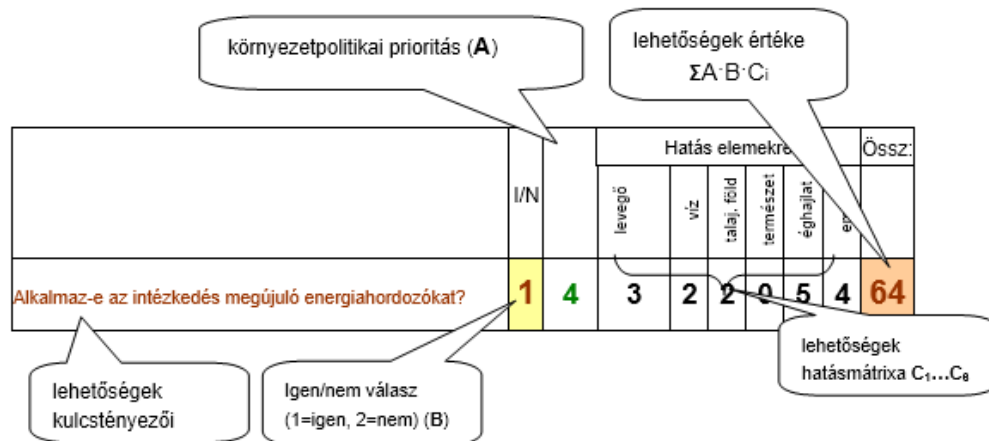 környezetpolitikai prioritás (A)
lehetőségek értéke
ΣA·B·Ci
I/N
Hatás elemekre
Össz:
levegő
víz
talaj, föld
természet
éghajlat
Alkalmaz-e az intézkedés megújuló energiahordozókat?
1 4 3 2 2 0 5 4 64
lehetőségek
kulcstényezői
Igen/nem válasz
(1=igen, 2=nem) (B)
lehetőségek
hatásmátrixa C₁...C₆